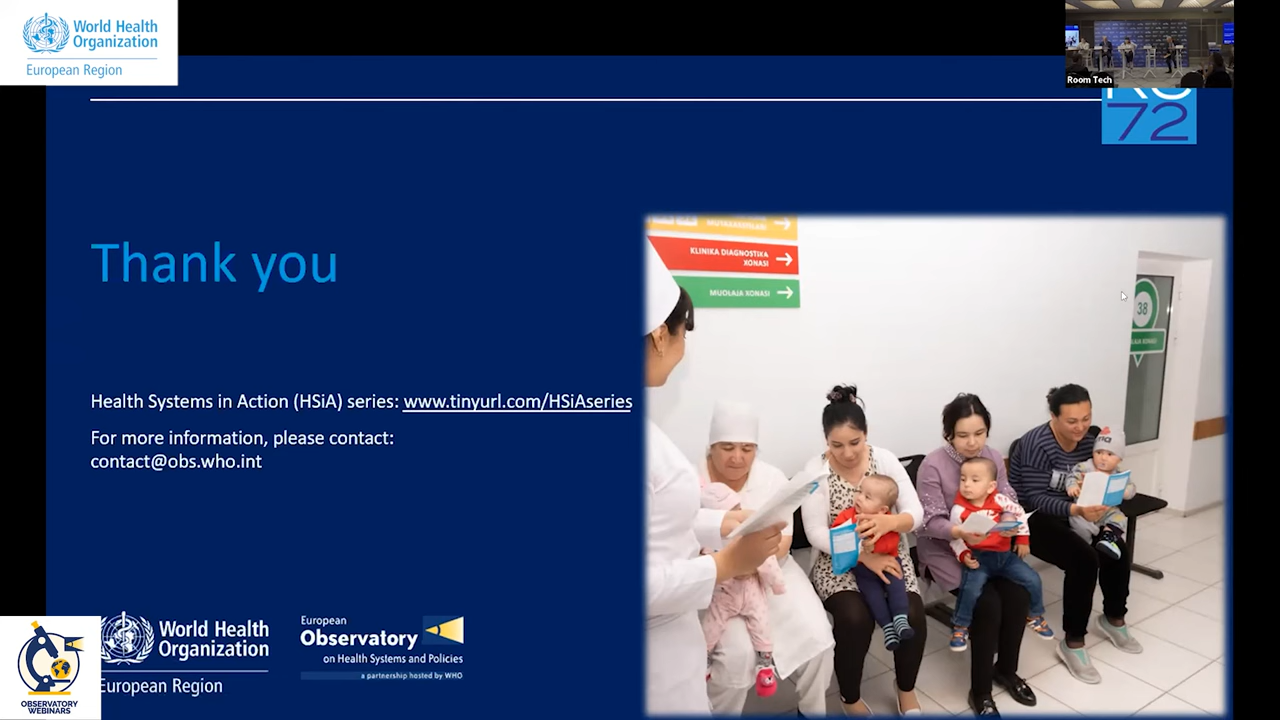 World Health
Organization
European Region
Room Tech
72
Thank you
KLINIKA DIAGNOSTIKA
XONASI
MUOLAJA XONASI
38
Health Systems in Action (HSiA) series: www.tinyurl.com/HSiAseries
For more information, please contact:
contact@obs.who.int
World Health
Organization
European Region
European
Observatory
on Health Systems and Policies
a partnership hosted by WHO
OBSERVATORY
WEBINARS